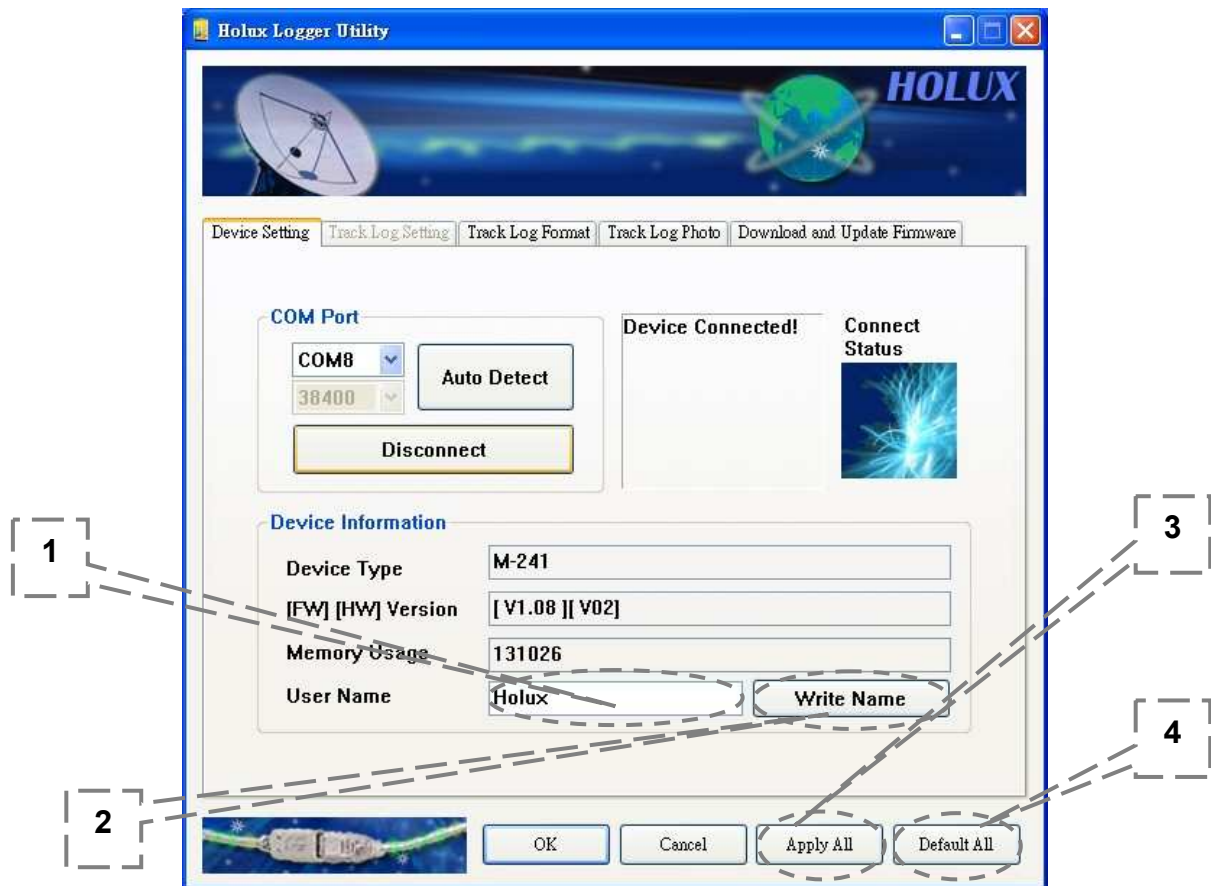 Holux Logger Utility
HOLUX
Device Setting Track Log Setting Track Log Format Track Log Photo Download and Update Firmware
COM Port
COM8
38400
Auto Detect
Disconnect
Device Connected!
Connect
Status
Device Information
Device Type M-241
[FW] [HW] Version [ V1.08 ][ V02]
Memory Usage 131026
User Name Holux Write Name
OK Cancel Apply All Default All
1
2
3
4